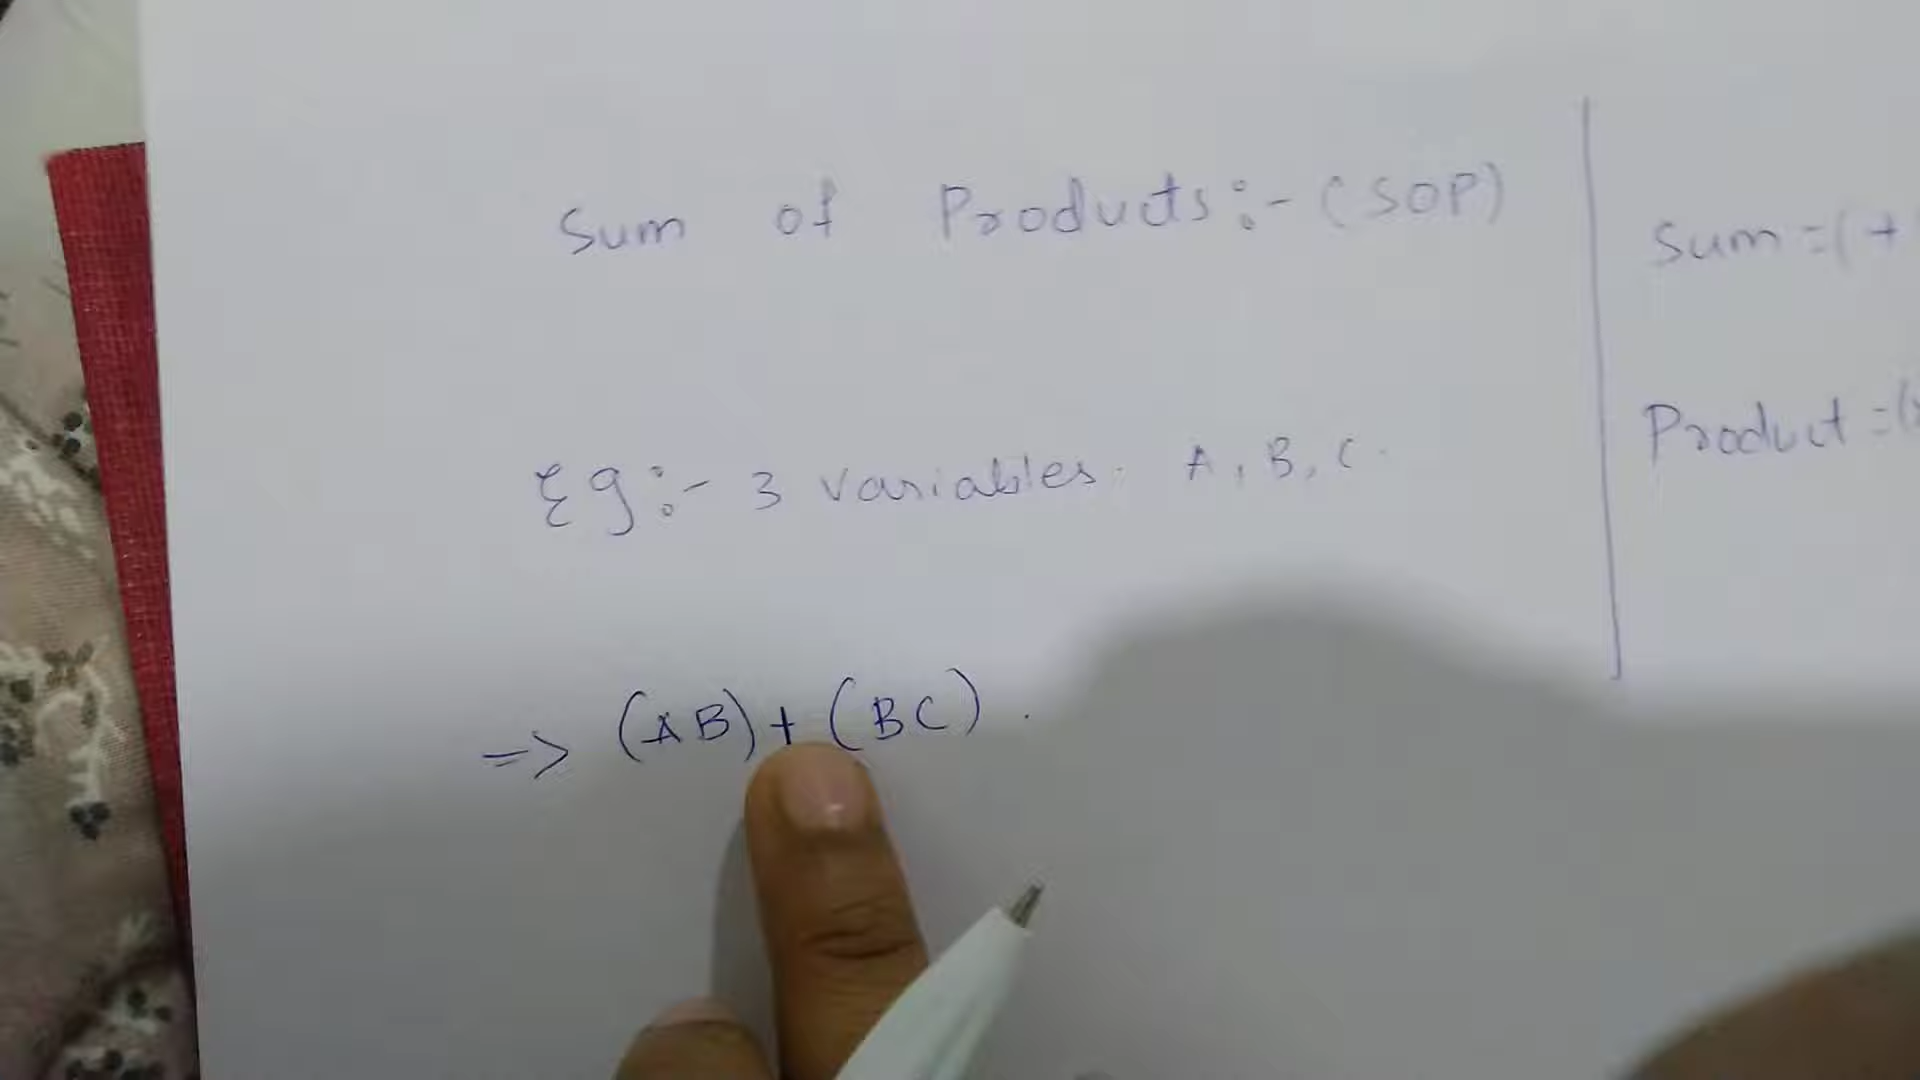 Sum of Products:- (SOP)
Eg:- 3 variables. A, B, C.
=> (AB)+(BC).
Sum =(+
Product =(